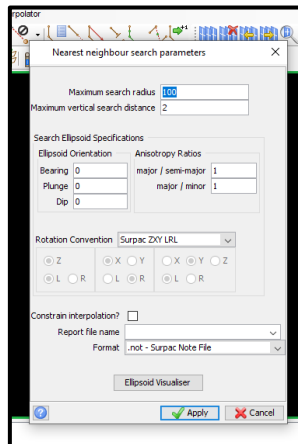 rpolator
Nearest neighbour search parameters
Maximum search radius 100
Maximum vertical search distance 2
Search Ellipsoid Specifications
Ellipsoid Orientation Anisotropy Ratios
Bearing 0 major / semi-major 1
Plunge 0 major / minor 1
Dip 0
Rotation Convention Surpac ZXY LRL
Z X Y X Y Z
L R L R L R
Constrain interpolation?
Report file name
Format .not - Surpac Note File
Ellipsoid Visualiser
? Apply Cancel